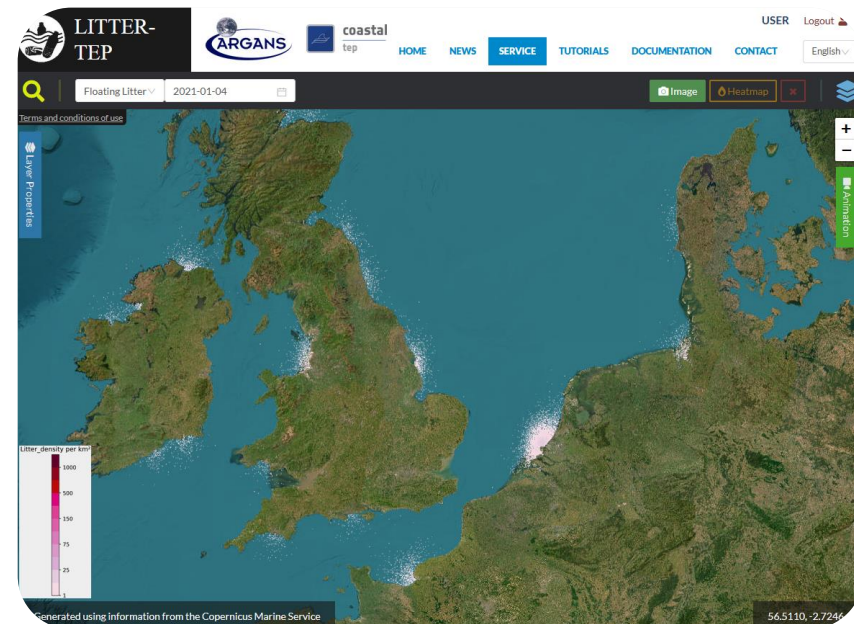 LITTER-
TEP
ARGANS
coastal
tep
HOME
NEWS
SERVICE
TUTORIALS
DOCUMENTATION
CONTACT
USER
Logout
English
Floating Litter
2021-01-04
Image
Heatmap
×
Terms and conditions of use
Layer Properties
+
−
Animation
Litter_density per km²
1000
500
150
75
25
1
Generated using information from the Copernicus Marine Service
56.5110, -2.7246